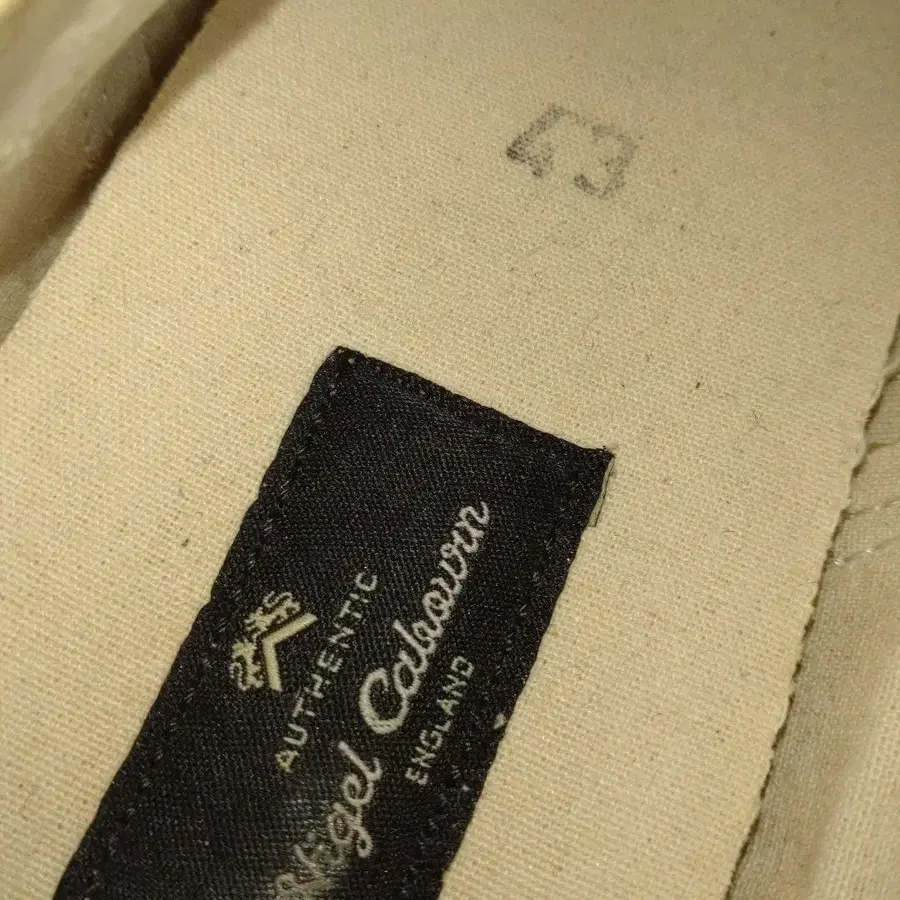 43
AUTHENTIC
Nigel Cabourn
ENGLAND